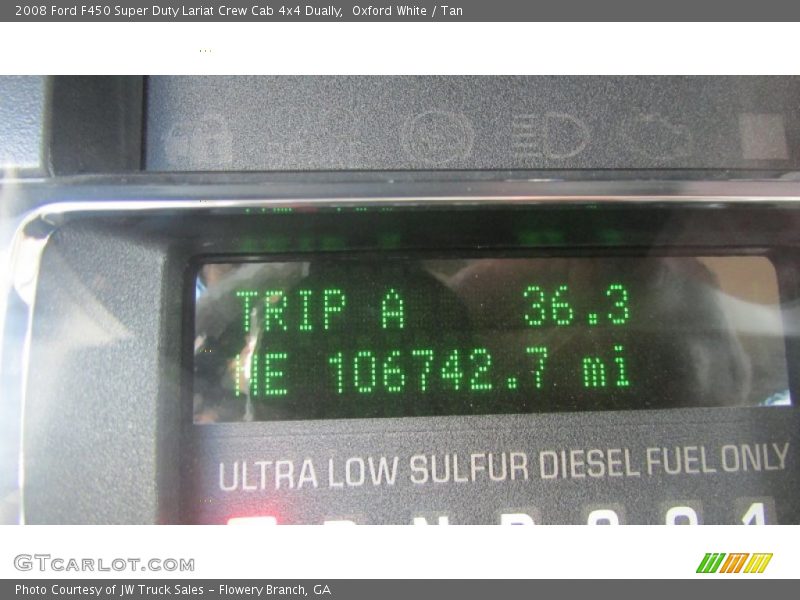 2008 Ford F450 Super Duty Lariat Crew Cab 4x4 Dually,  Oxford White / Tan
TRIP A 36.3
NE 106742.7 mi
ULTRA LOW SULFUR DIESEL FUEL ONLY
GTCARLOT.COM
Photo Courtesy of JW Truck Sales - Flowery Branch, GA